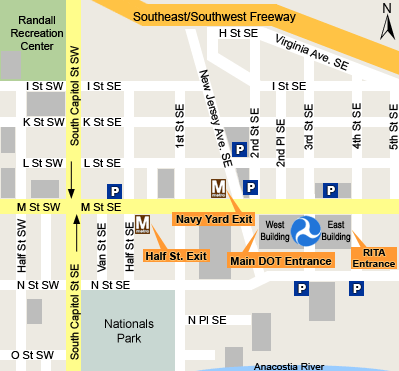 Randall
Recreation
Center
Southeast/Southwest Freeway
N
H St SE
Virginia Ave. SE
South Capitol St SW
New Jersey Ave. SE
I St SW
I St SE
I St SE
K St SW
K St SE
1st St SE
2nd St SE
2nd Pl SE
3rd St SE
4th St SE
5th St SE
P
L St SW
L St SE
P
P
P
M
M St SW
M St SE
Navy Yard Exit
M
West
Building
East
Building
Half St SW
Van St SE
Half St SE
Half St. Exit
Main DOT Entrance
RITA
Entrance
South Capitol St SE
N St SW
N St SE
P
P
Nationals
Park
N Pl SE
O St SW
Anacostia River